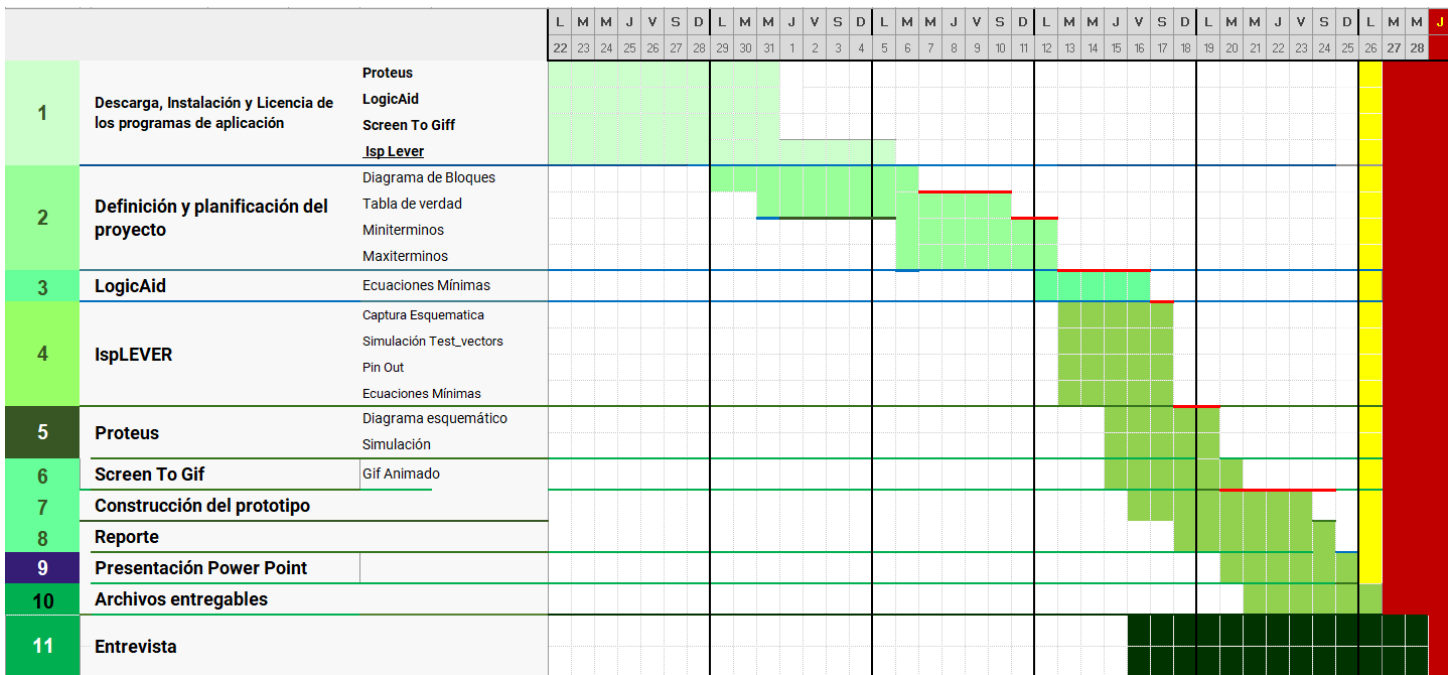 L M M J V S D L M M J V S D L M M J V S D L M M J V S D L M M J V S D L M M J
22 23 24 25 26 27 28 29 30 31 1 2 3 4 5 6 7 8 9 10 11 12 13 14 15 16 17 18 19 20 21 22 23 24 25 26 27 28
1
Descarga, Instalación y Licencia de
los programas de aplicación
Proteus
LogicAid
Screen To Giff
Isp Lever
2
Definición y planificación del
proyecto
Diagrama de Bloques
Tabla de verdad
Miniterminos
Maxiterminos
3
LogicAid
Ecuaciones Mínimas
4
IspLEVER
Captura Esquematica
Simulación Test_vectors
Pin Out
Ecuaciones Mínimas
5
Proteus
Diagrama esquemático
Simulación
6
Screen To Gif
Gif Animado
7
Construcción del prototipo
8
Reporte
9
Presentación Power Point
10
Archivos entregables
11
Entrevista